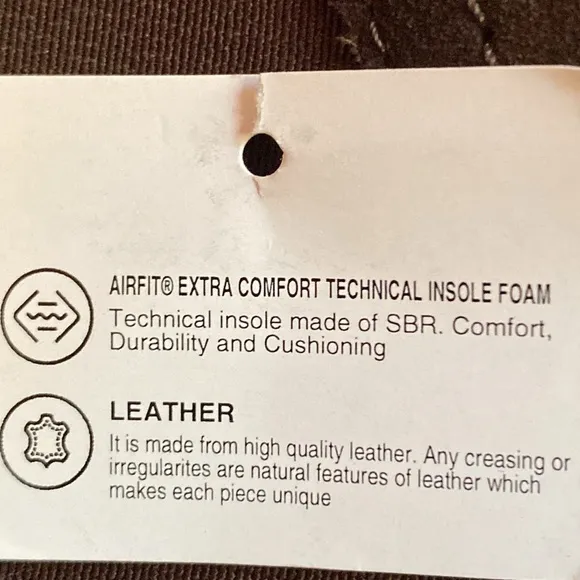 AIRFIT® EXTRA COMFORT TECHNICAL INSOLE FOAM
Technical insole made of SBR. Comfort,
Durability and Cushioning
LEATHER
It is made from high quality leather. Any creasing or
irregularites are natural features of leather which
makes each piece unique